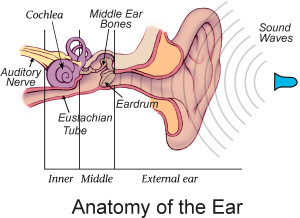 Cochlea
Middle Ear
Bones
Sound
Waves
Auditory
Nerve
Eardrum
Eustachian
Tube
Inner
Middle
External ear
Anatomy of the Ear